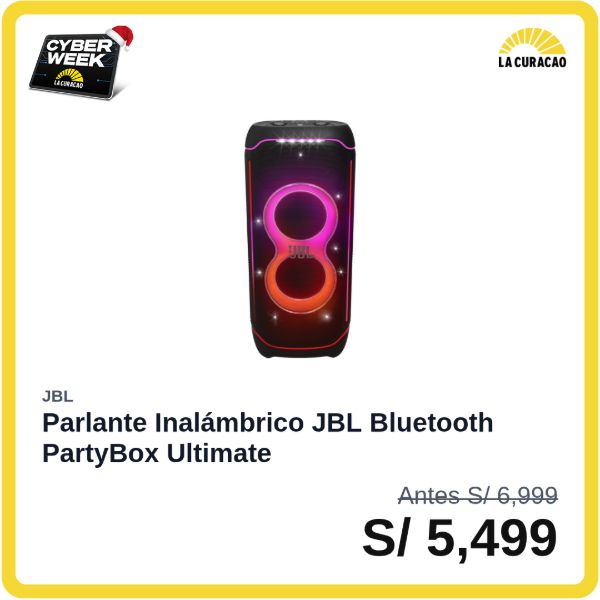 CYBER
WEEK
LA CURACAO
LA CURACAO
JBL
JBL
Parlante Inalámbrico JBL Bluetooth
PartyBox Ultimate
Antes S/ 6,999
S/ 5,499